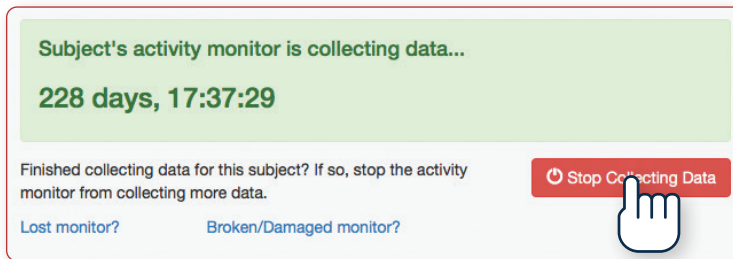 Subject's activity monitor is collecting data...
228 days, 17:37:29
Finished collecting data for this subject? If so, stop the activity
monitor from collecting more data.
Stop Collecting Data
Lost monitor?
Broken/Damaged monitor?